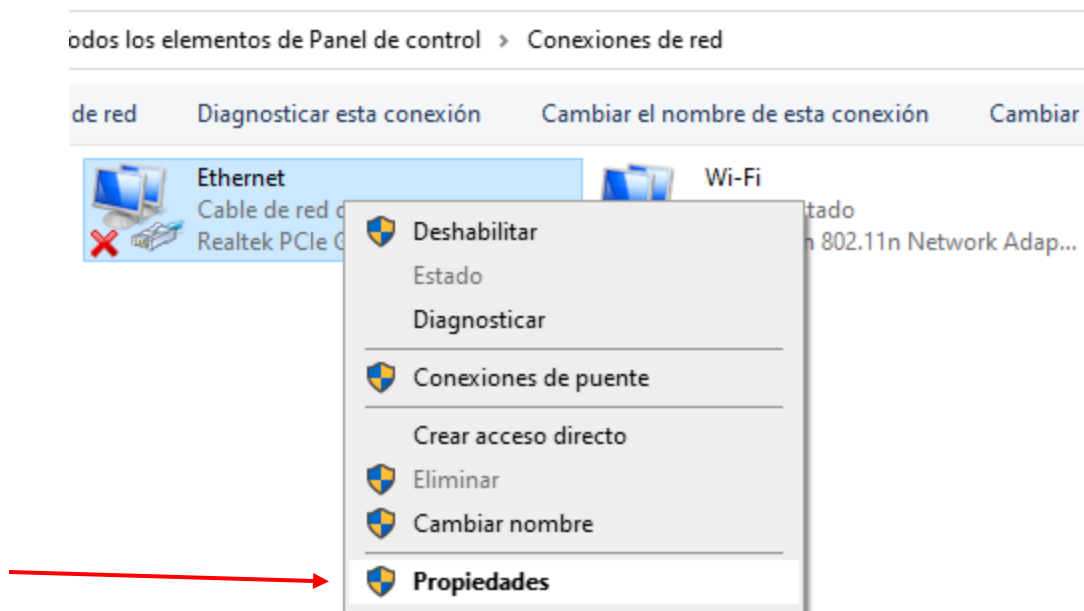 odos los elementos de Panel de control > Conexiones de red
de red Diagnosticar esta conexión Cambiar el nombre de esta conexión Cambiar
Ethernet
Cable de red
Realtek PCIe
Wi-Fi
802.11n Network Adap...
Deshabilitar
Estado
Diagnosticar
Conexiones de puente
Crear acceso directo
Eliminar
Cambiar nombre
Propiedades